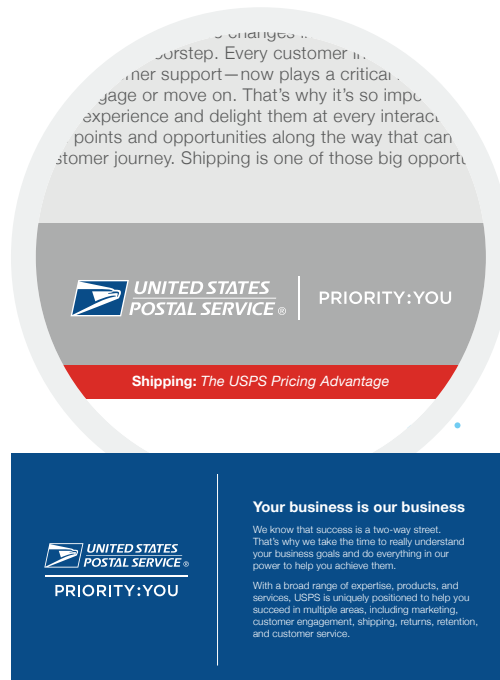 changes
orstep. Every customer in
mer support—now plays a critical
gage or move on. That's why it's so impo
experience and delight them at every interact
points and opportunities along the way that can
stomer journey. Shipping is one of those big opportu
UNITED STATES
POSTAL SERVICE ®
PRIORITY:YOU
Shipping: The USPS Pricing Advantage
UNITED STATES
POSTAL SERVICE ®
PRIORITY:YOU
Your business is our business
We know that success is a two-way street.
That's why we take the time to really understand
your business goals and do everything in our
power to help you achieve them.
With a broad range of expertise, products, and
services, USPS is uniquely positioned to help you
succeed in multiple areas, including marketing,
customer engagement, shipping, returns, retention,
and customer service.